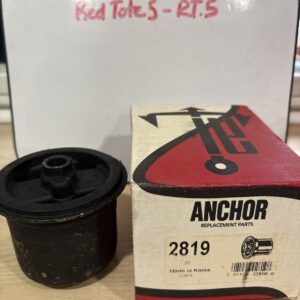 Red Tote 5 - RT.5
ANCHOR
REPLACEMENT PARTS
2819
Made in Korea